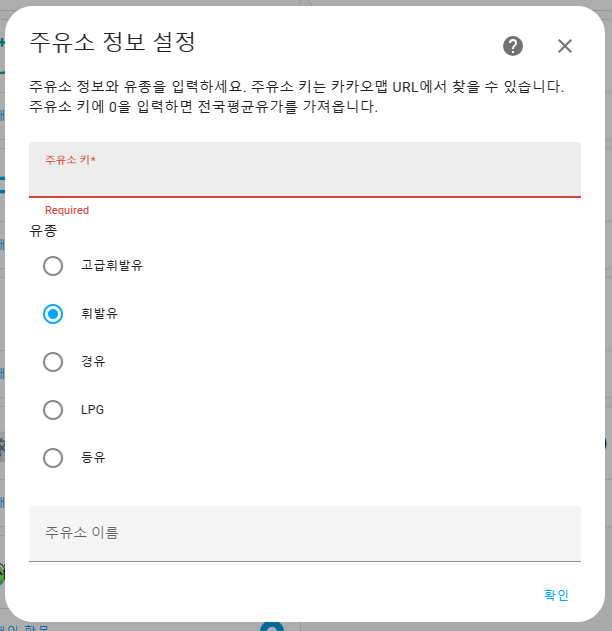 주유소 정보 설정
주유소 정보와 유종을 입력하세요. 주유소 키는 카카오맵 URL에서 찾을 수 있습니다.
주유소 키에 0을 입력하면 전국평균유가를 가져옵니다.
주유소 키*
Required
유종
고급휘발유
휘발유
경유
LPG
등유
주유소 이름
확인